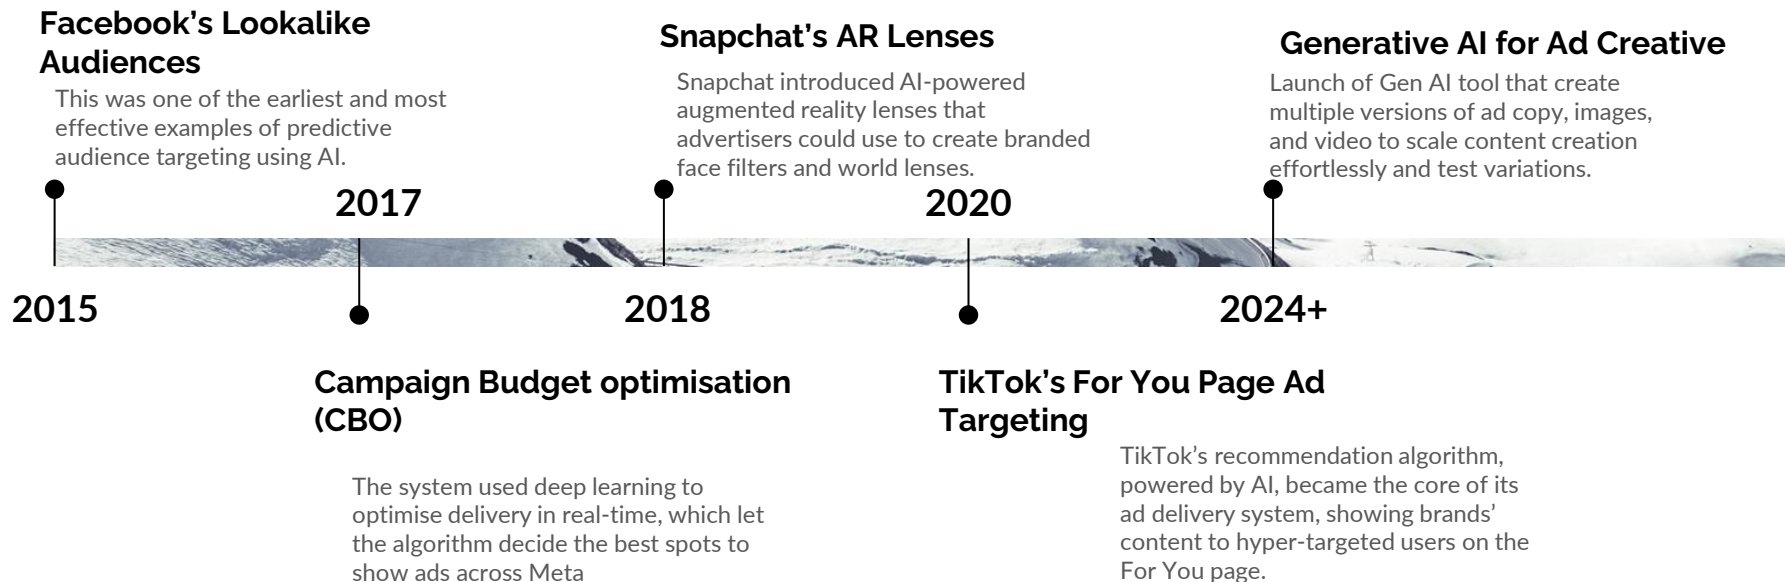 Facebook’s Lookalike
Audiences
This was one of the earliest and most
effective examples of predictive
audience targeting using AI.
2015
2017
Campaign Budget optimisation
(CBO)
The system used deep learning to
optimise delivery in real-time, which let
the algorithm decide the best spots to
show ads across Meta
Snapchat’s AR Lenses
Snapchat introduced AI-powered
augmented reality lenses that
advertisers could use to create branded
face filters and world lenses.
2018
2020
TikTok’s For You Page Ad
Targeting
TikTok’s recommendation algorithm,
powered by AI, became the core of its
ad delivery system, showing brands’
content to hyper-targeted users on the
For You page.
Generative AI for Ad Creative
Launch of Gen AI tool that create
multiple versions of ad copy, images,
and video to scale content creation
effortlessly and test variations.
2024+